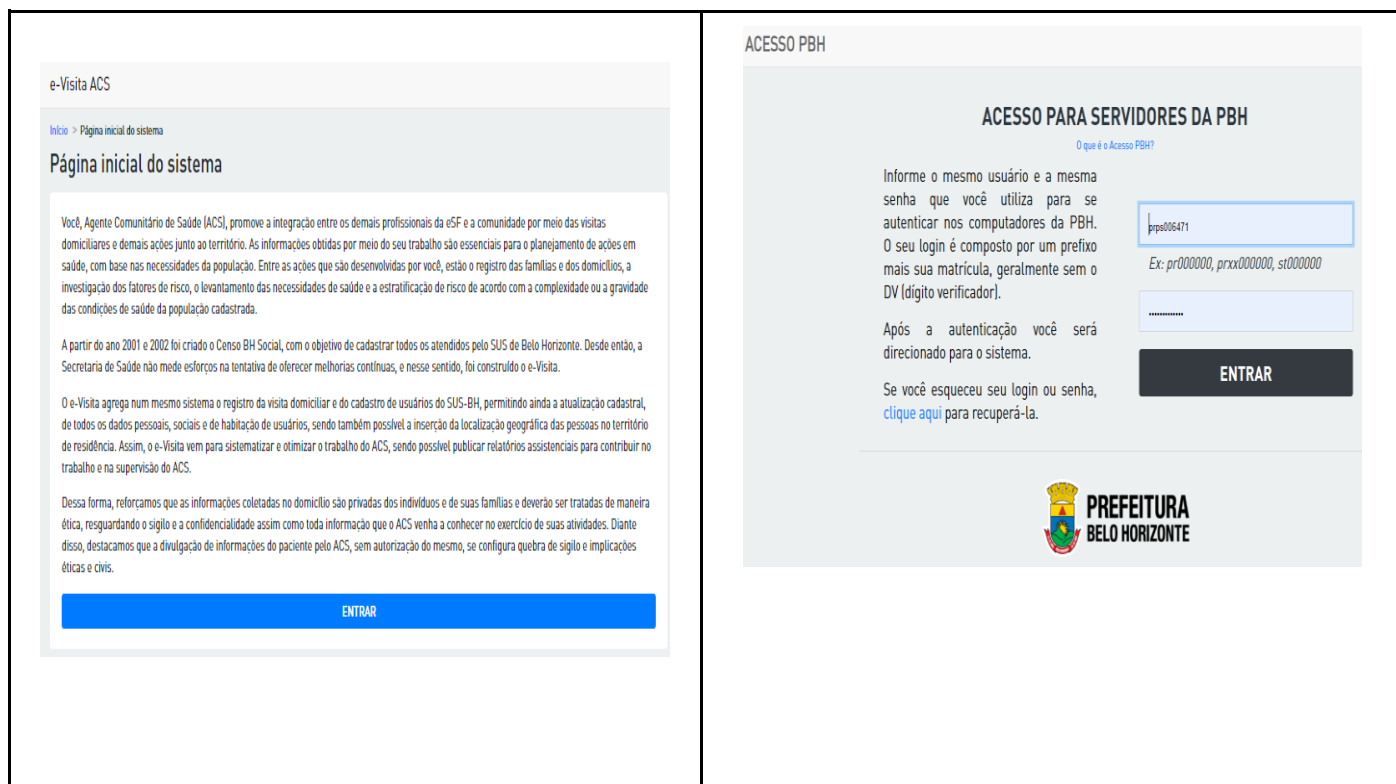 e-Visita ACS
Início > Página inicial do sistema
Página inicial do sistema
Você, Agente Comunitário de Saúde (ACS), promove a integração entre os demais profissionais da eSF e a comunidade por meio das visitas
domiciliares e demais ações junto ao território. As informações obtidas por meio do seu trabalho são essenciais para o planejamento de ações em
saúde, com base nas necessidades da população. Entre as ações que são desenvolvidas por você, estão o registro das famílias e dos domicílios, a
investigação dos fatores de risco, o levantamento das necessidades de saúde e a estratificação de risco de acordo com a complexidade ou a gravidade
das condições de saúde da população cadastrada.
A partir do ano 2001 e 2002 foi criado o Censo BH Social, com o objetivo de cadastrar todos os atendidos pelo SUS de Belo Horizonte. Desde então, a
Secretaria de Saúde não mede esforços na tentativa de oferecer melhorias contínuas, e nesse sentido, foi construído o e-Visita.
O e-Visita agrega num mesmo sistema o registro da visita domiciliar e do cadastro de usuários do SUS-BH, permitindo ainda a atualização cadastral,
de todos os dados pessoais, sociais e de habitação de usuários, sendo também possível a inserção da localização geográfica das pessoas no território
de residência. Assim, o e-Visita vem para sistematizar e otimizar o trabalho do ACS, sendo possível publicar relatórios assistenciais para contribuir no
trabalho e na supervisão do ACS.
Dessa forma, reforçamos que as informações coletadas no domicílio são privadas dos indivíduos e de suas famílias e deverão ser tratadas de maneira
ética, resguardando o sigilo e a confidencialidade assim como toda informação que o ACS venha a conhecer no exercício de suas atividades. Diante
disso, destacamos que a divulgação de informações do paciente pelo ACS, sem autorização do mesmo, se configura quebra de sigilo e implicações
éticas e civis.
ENTRAR
ACESSO PBH
ACESSO PARA SERVIDORES DA PBH
O que é o Acesso PBH?
Informe o mesmo usuário e a mesma
senha que você utiliza para se
autenticar nos computadores da PBH.
O seu login é composto por um prefixo
mais sua matrícula, geralmente sem o
DV (dígito verificador).
Após a autenticação você será
direcionado para o sistema.
Se você esqueceu seu login ou senha,
clique aqui para recuperá-la.
prps006471
Ex: pr000000, prxx000000, st000000
ENTRAR
PREFEITURA
BELO HORIZONTE